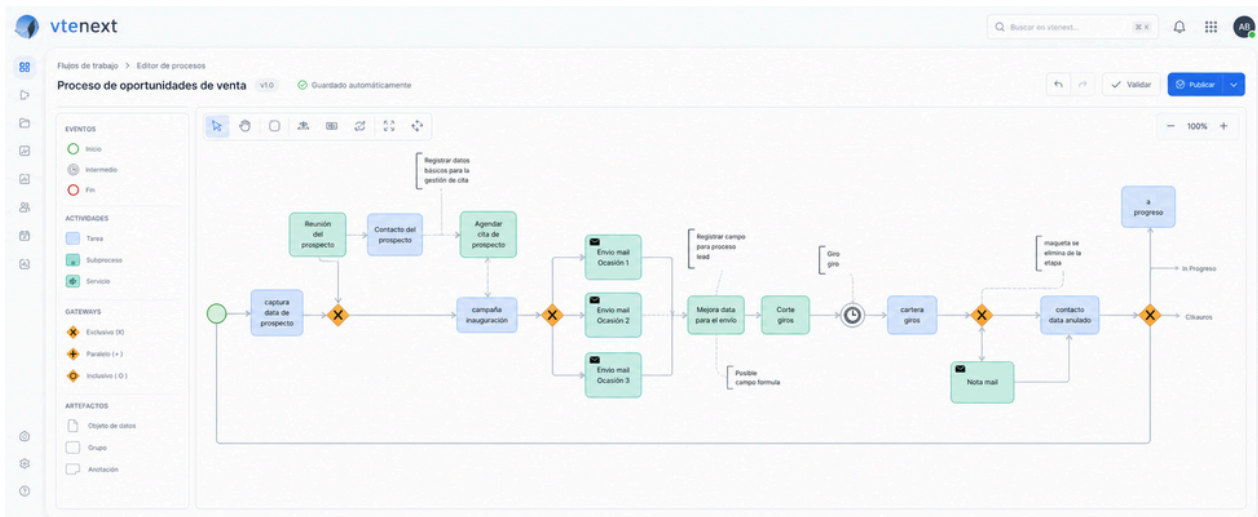 vtenext
Buscar en vtenext...
⌘ K
AB
Flujos de trabajo > Editor de procesos
Proceso de oportunidades de venta
v1.0
Guardado automáticamente
Validar
Publicar
EVENTOS
Inicio
Intermedio
Fin
ACTIVIDADES
Tarea
Subproceso
Servicio
GATEWAYS
Exclusivo (X)
Paralelo (+)
Inclusivo ( O )
ARTEFACTOS
Objeto de datos
Grupo
Anotación
100%
Registrar datos
básicos para la
gestión de cita
Reunión
del
prospecto
Contacto del
prospecto
Agendar
cita de
prospecto
captura
data de
prospecto
campaña
inauguración
Envio mail
Ocasión 1
Envio mail
Ocasión 2
Envio mail
Ocasión 3
Registrar campo
para proceso
lead
Mejora data
para el envío
Posible
campo formula
Corte
giros
Giro
giro
cartera
giros
maqueta se
elimina de la
etapa
contacto
data anulado
Nota mail
a
progreso
In Progreso
Clkauros